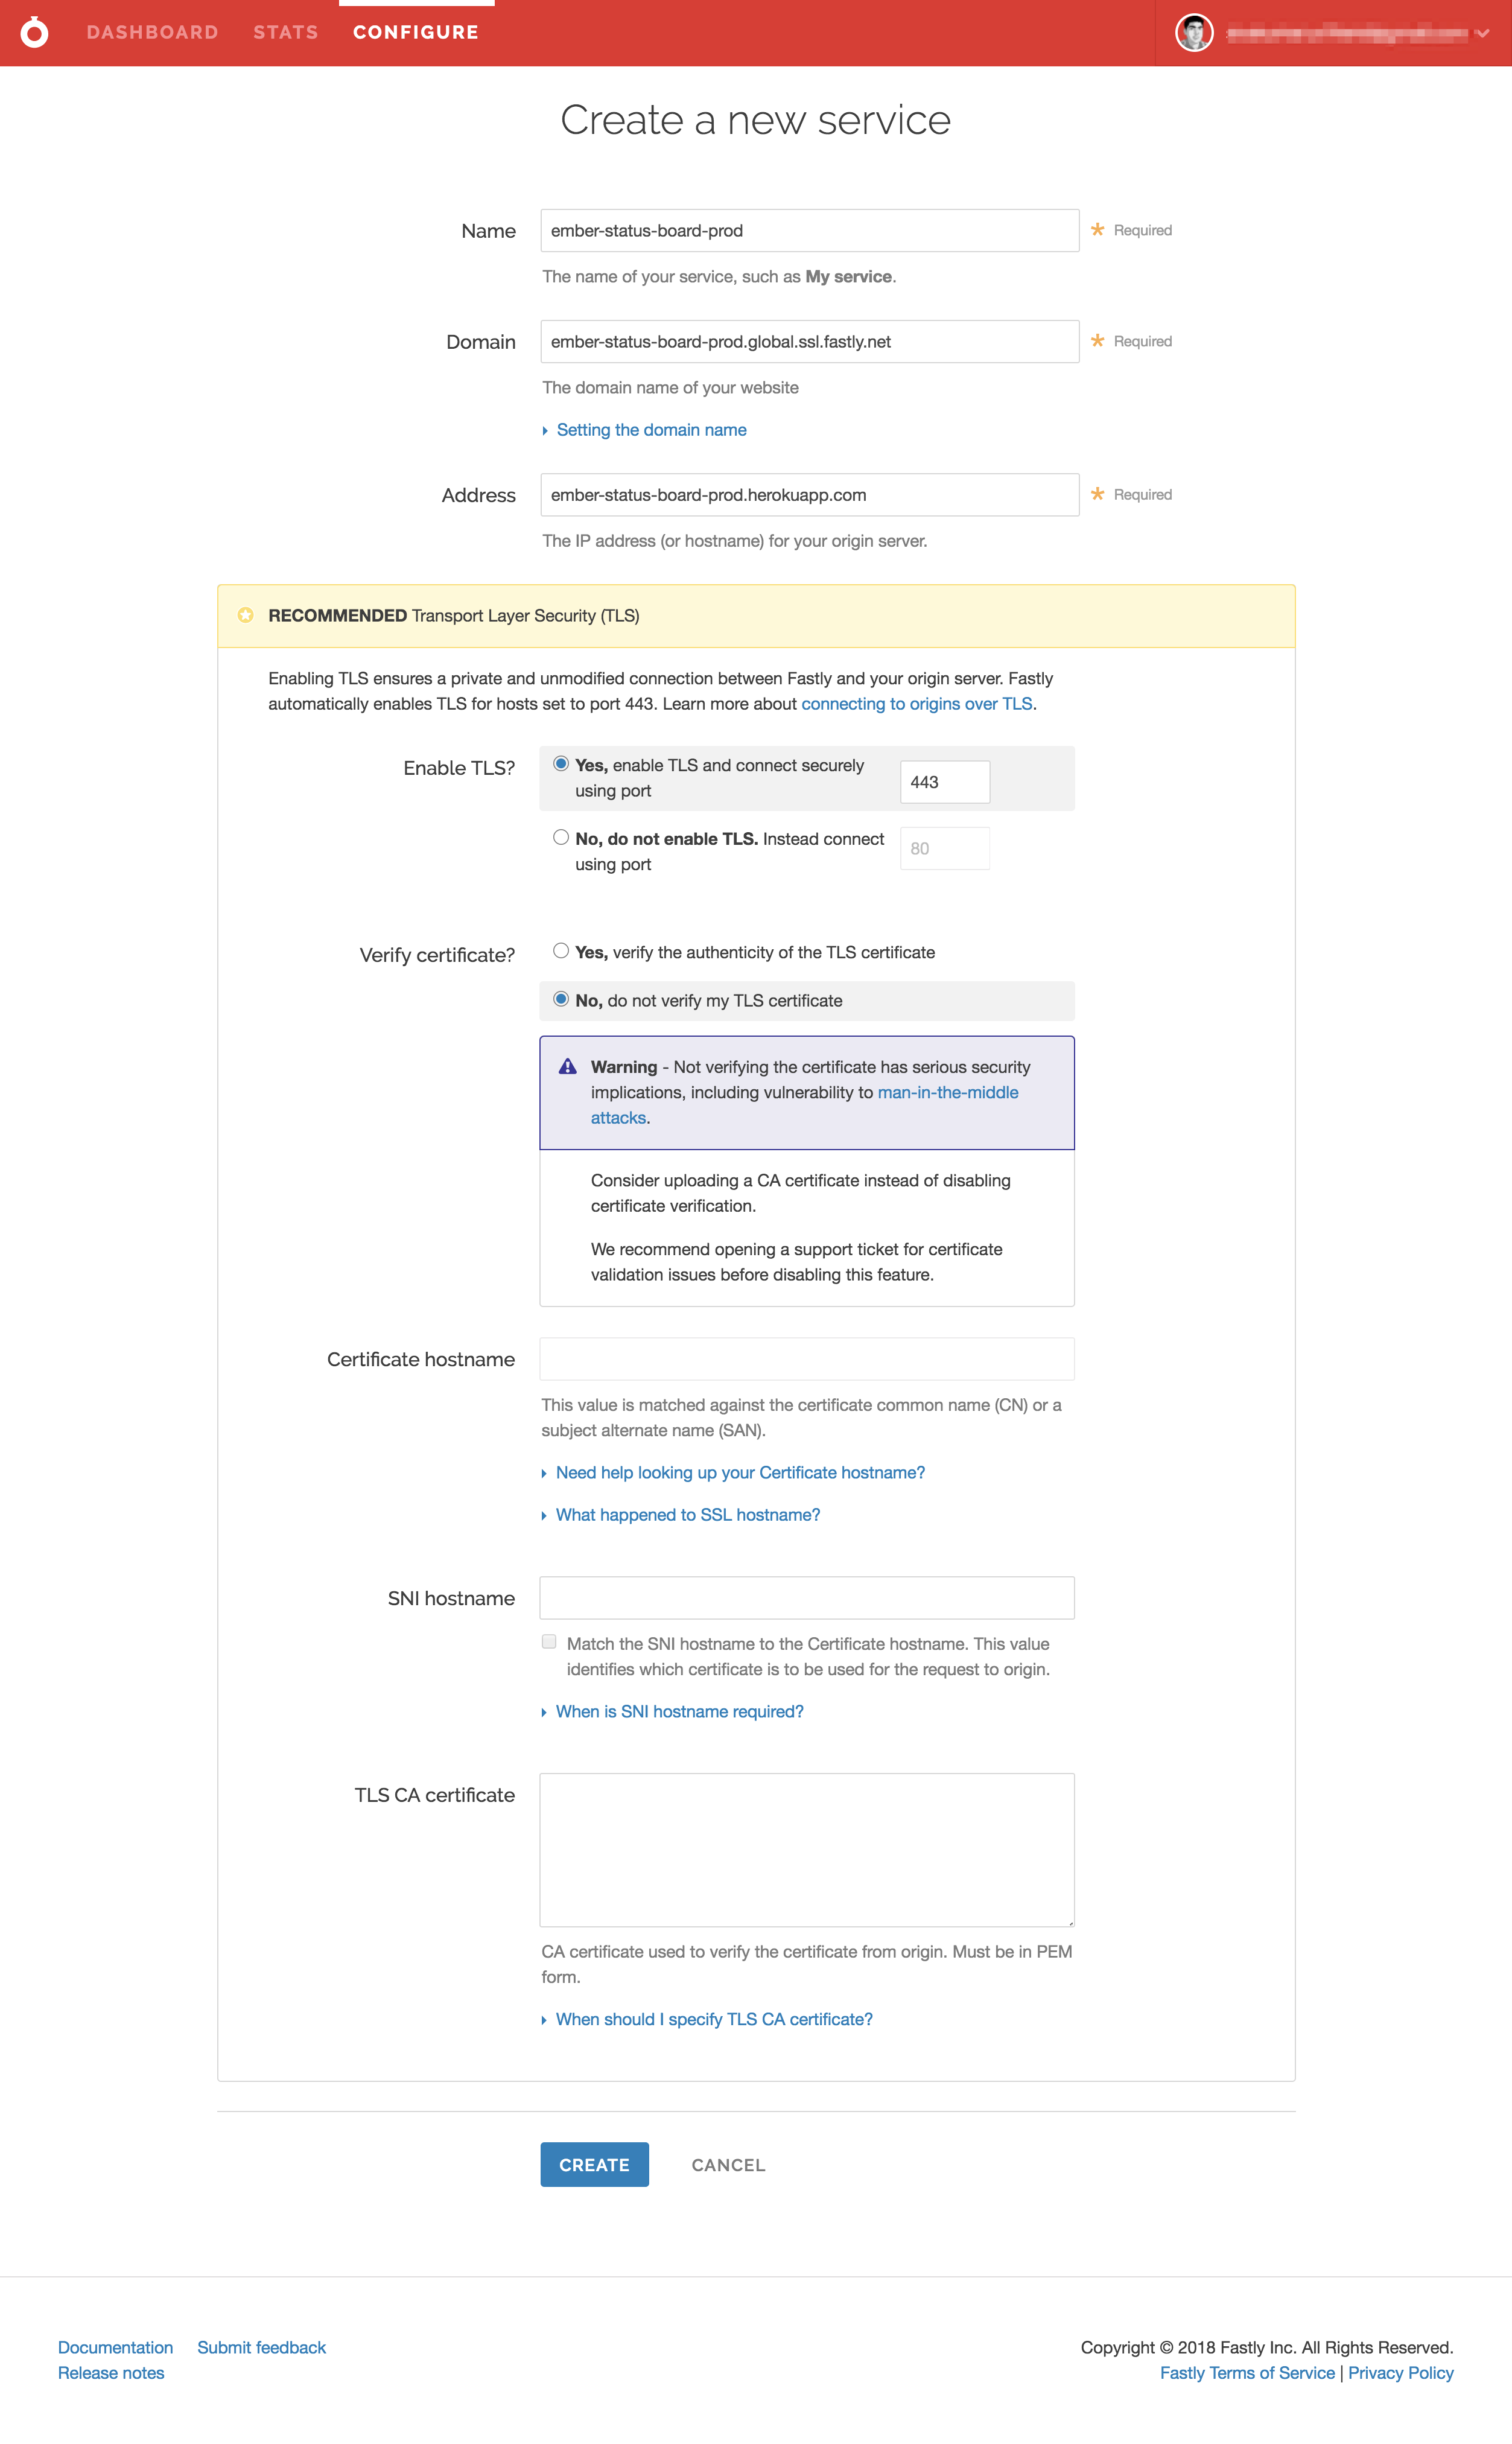 DASHBOARD STATS CONFIGURE
Create a new service
Name ember-status-board-prod * Required
The name of your service, such as My service.
Domain ember-status-board-prod.global.ssl.fastly.net * Required
The domain name of your website
Setting the domain name
Address ember-status-board-prod.herokuapp.com * Required
The IP address (or hostname) for your origin server.
RECOMMENDED Transport Layer Security (TLS)
Enabling TLS ensures a private and unmodified connection between Fastly and your origin server. Fastly
automatically enables TLS for hosts set to port 443. Learn more about connecting to origins over TLS.
Enable TLS? Yes, enable TLS and connect securely
using port 443
No, do not enable TLS. Instead connect
using port 80
Verify certificate? Yes, verify the authenticity of the TLS certificate
No, do not verify my TLS certificate
Warning - Not verifying the certificate has serious security
implications, including vulnerability to man-in-the-middle
attacks.
Consider uploading a CA certificate instead of disabling
certificate verification.
We recommend opening a support ticket for certificate
validation issues before disabling this feature.
Certificate hostname
This value is matched against the certificate common name (CN) or a
subject alternate name (SAN).
Need help looking up your Certificate hostname?
What happened to SSL hostname?
SNI hostname
Match the SNI hostname to the Certificate hostname. This value
identifies which certificate is to be used for the request to origin.
When is SNI hostname required?
TLS CA certificate
CA certificate used to verify the certificate from origin. Must be in PEM
form.
When should I specify TLS CA certificate?
CREATE CANCEL
Documentation Submit feedback
Release notes
Copyright © 2018 Fastly Inc. All Rights Reserved.
Fastly Terms of Service | Privacy Policy